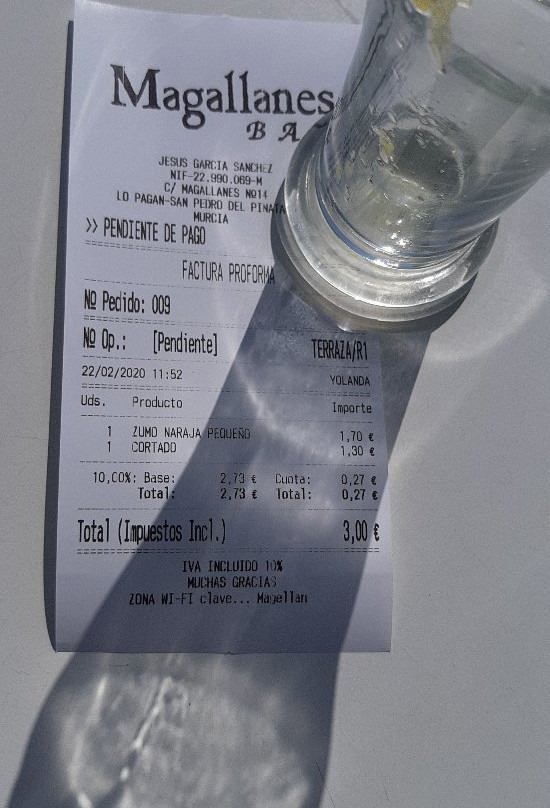 Magallanes
BA
JESUS GARCIA SANCHEZ
NIF-22.990.069-M
C/ MAGALLANES Nº14
LO PAGAN-SAN PEDRO DEL PINATA
MURCIA
>> PENDIENTE DE PAGO
FACTURA PROFORMA
Nº Pedido: 009
Nº Op.: [Pendiente] TERRAZA/R1
22/02/2020 11:52 YOLANDA
Uds. Producto Importe
1 ZUMO NARAJA PEQUEÑO 1,70 €
1 CORTADO 1,30 €
10,00%: Base: 2,73 € Cuota: 0,27 €
Total: 2,73 € Total: 0,27 €
Total (Impuestos Incl.) 3,00 €
IVA INCLUIDO 10%
MUCHAS GRACIAS
ZONA WI-FI clave... Magellan